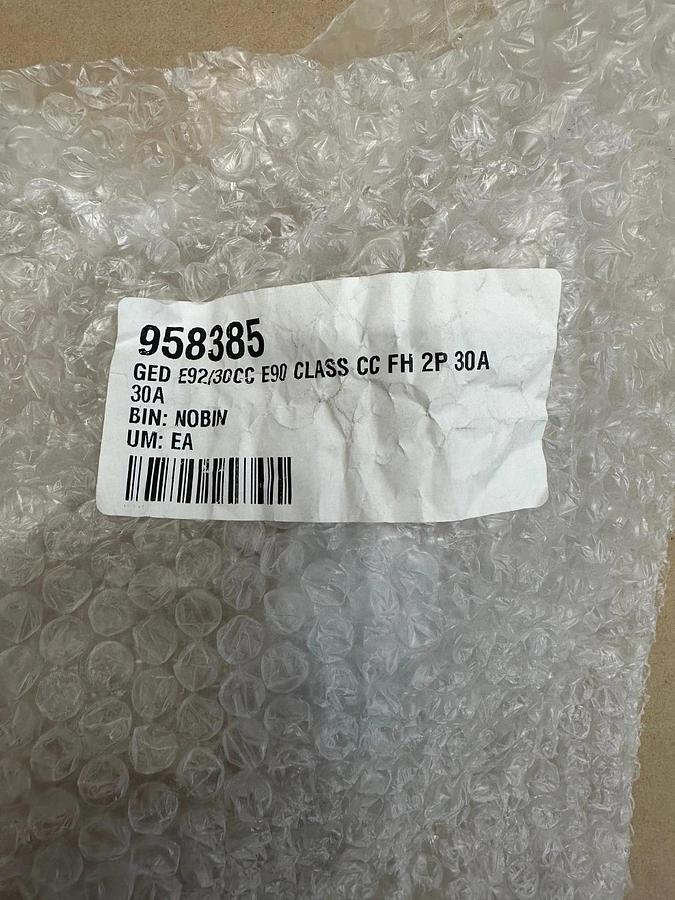 958385
GED E92/30CC E90 CLASS CC FH 2P 30A
30A
BIN: NOBIN
UM: EA